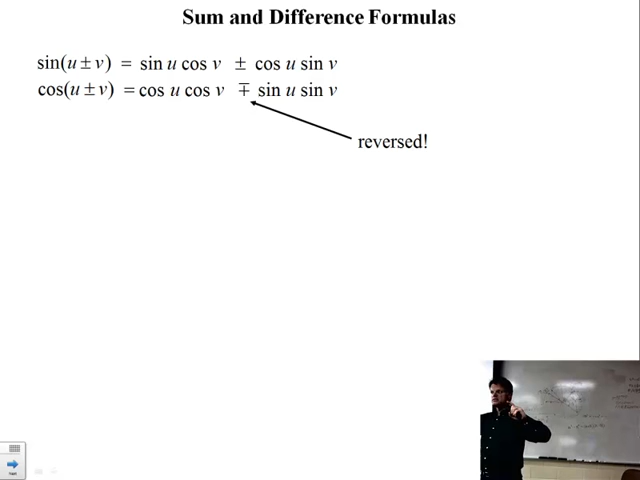 Sum and Difference Formulas
sin(u ± v) = sin u cos v ± cos u sin v
cos(u ± v) = cos u cos v ∓ sin u sin v
reversed!